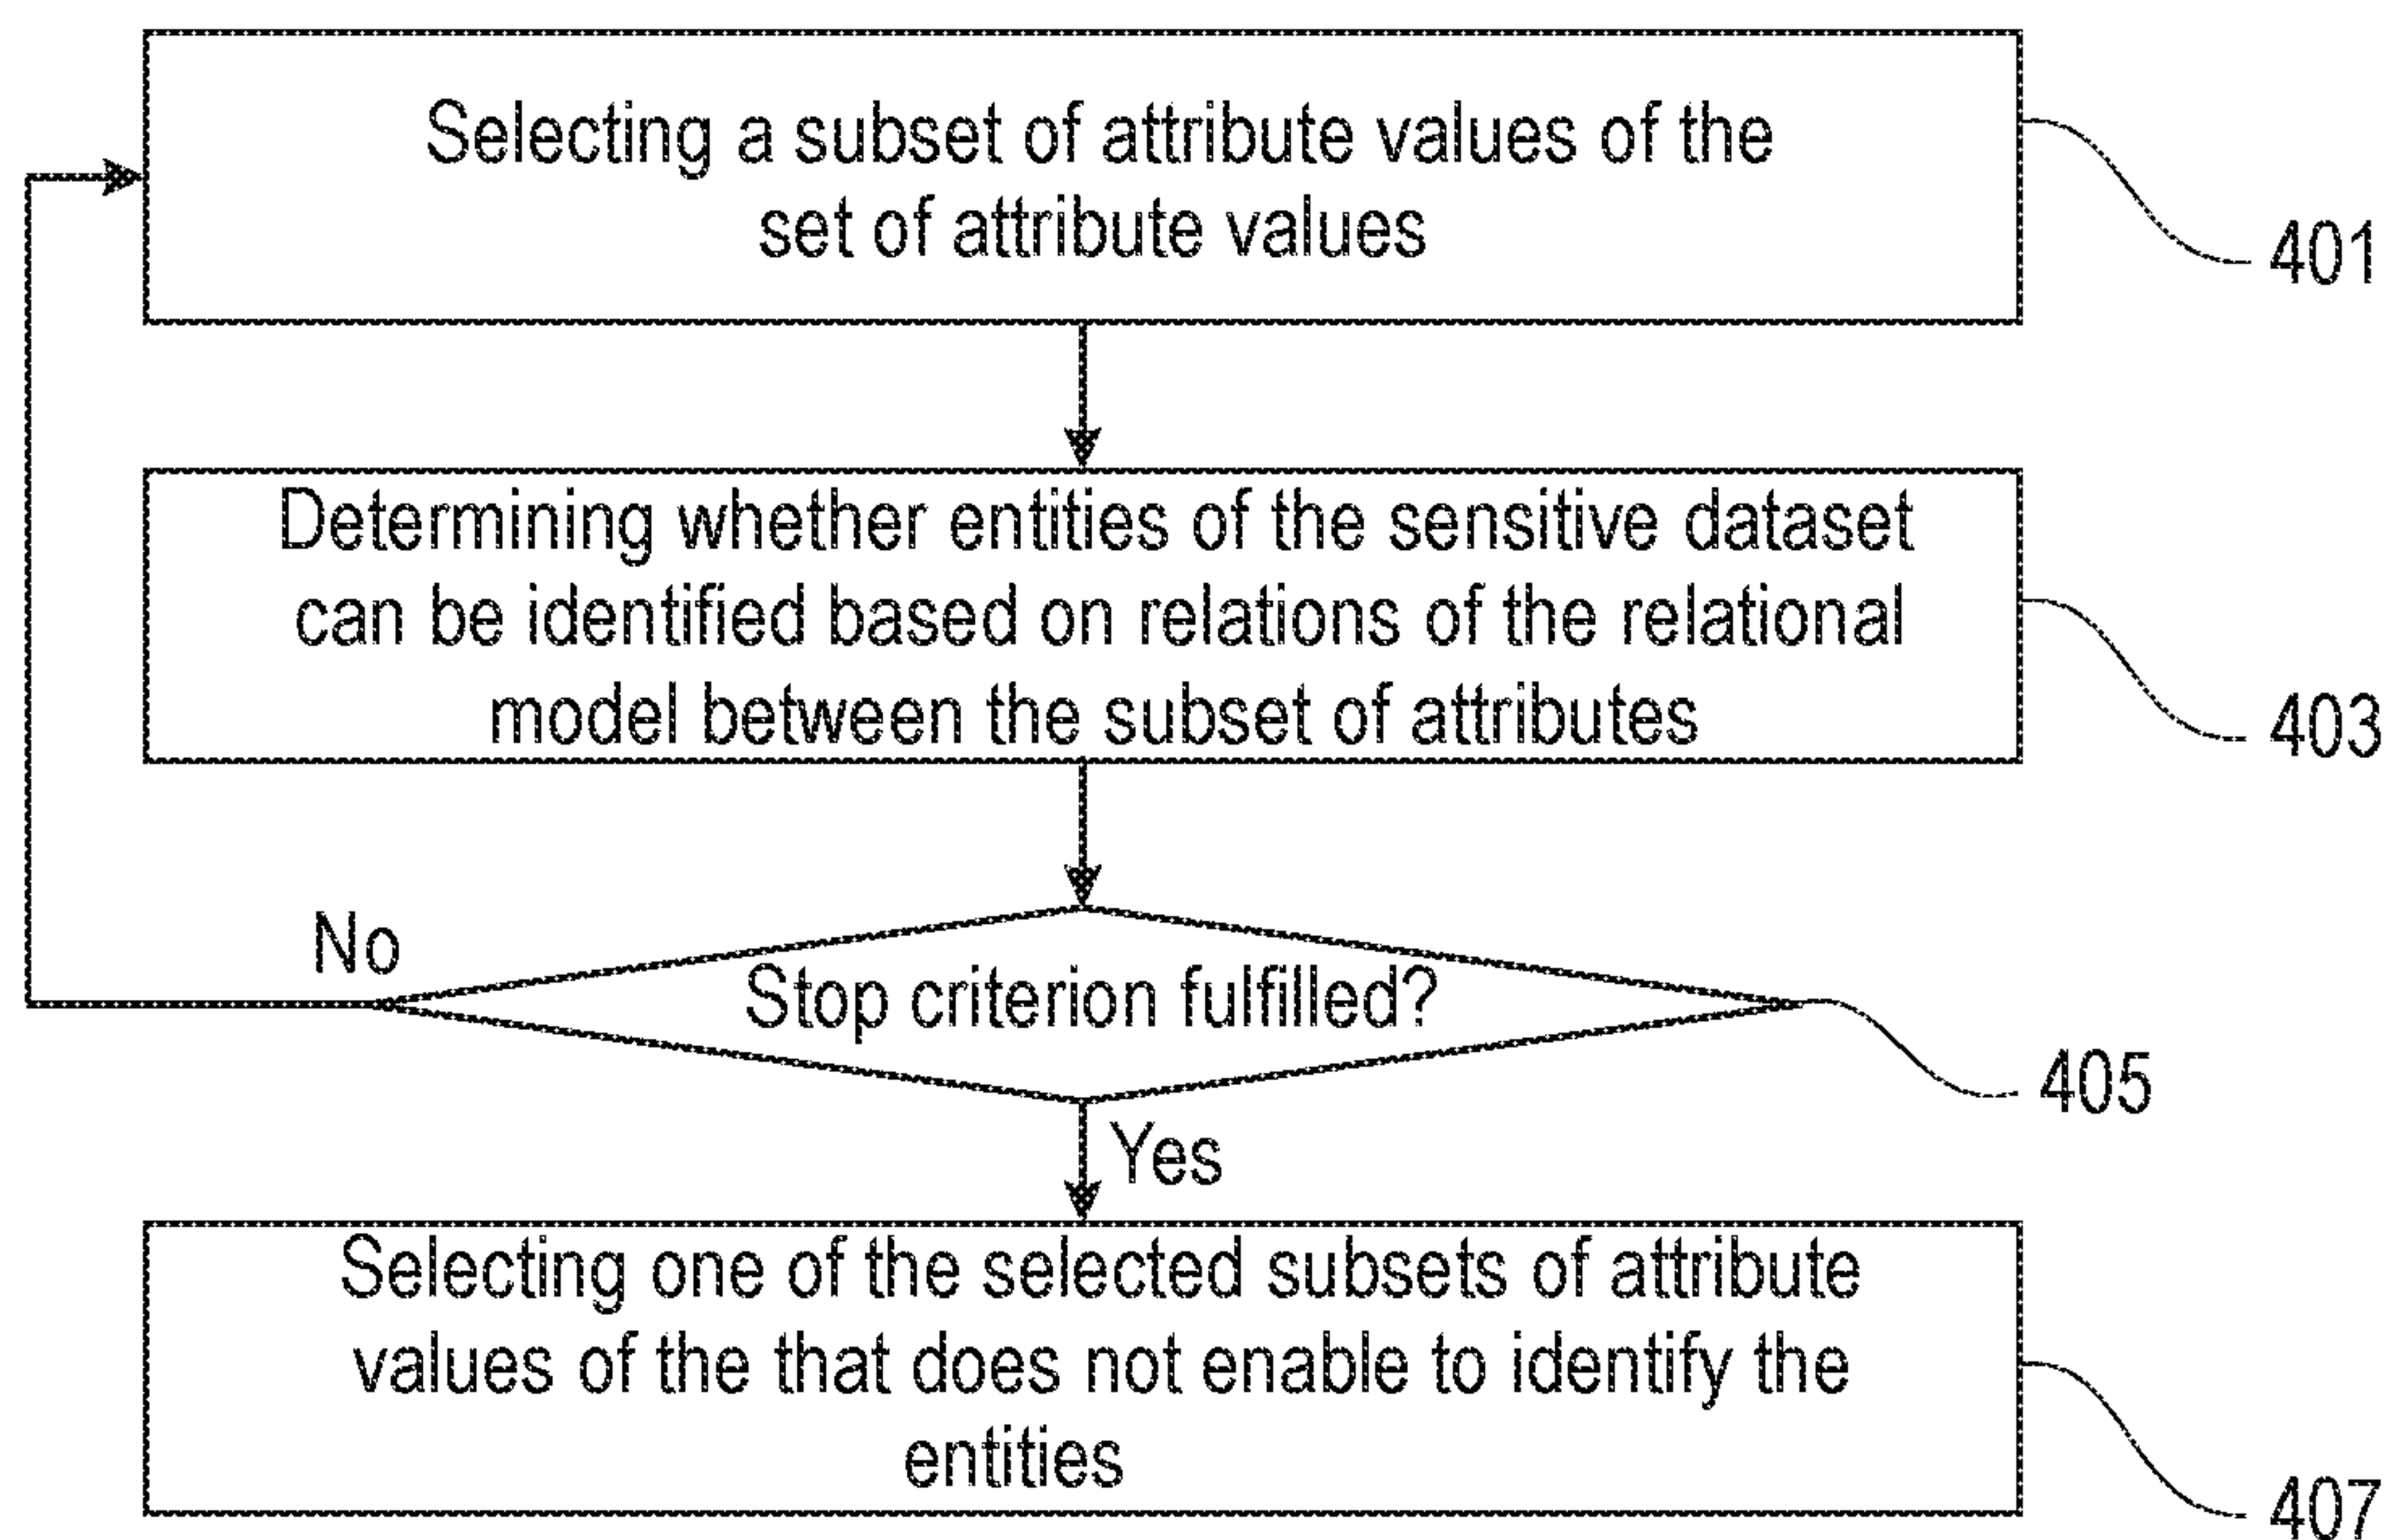 Selecting a subset of attribute values of the
set of attribute values
401
Determining whether entities of the sensitive dataset
can be identified based on relations of the relational
model between the subset of attributes
403
No
Stop criterion fulfilled?
405
Yes
Selecting one of the selected subsets of attribute
values of the that does not enable to identify the
entities
407